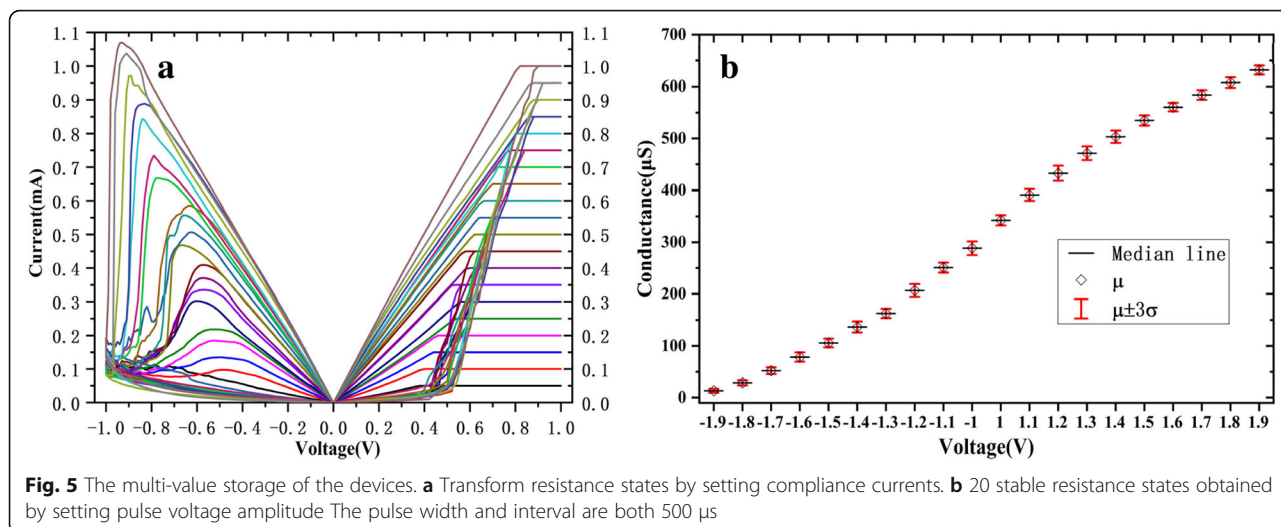 a
1.1
1.0
0.9
0.8
0.7
0.6
0.5
0.4
0.3
0.2
0.1
0.0
Current(mA)
-1.0 -0.8 -0.6 -0.4 -0.2 0.0 0.2 0.4 0.6 0.8 1.0
Voltage(V)
1.1
1.0
0.9
0.8
0.7
0.6
0.5
0.4
0.3
0.2
0.1
0.0
b
700
600
500
400
300
200
100
0
Conductance(μS)
Median line
μ
μ±3σ
-1.9 -1.8 -1.7 -1.6 -1.5 -1.4 -1.3 -1.2 -1.1 -1 1 1.1 1.2 1.3 1.4 1.5 1.6 1.7 1.8 1.9
Voltage(V)
Fig. 5 The multi-value storage of the devices. a Transform resistance states by setting compliance currents. b 20 stable resistance states obtained
by setting pulse voltage amplitude The pulse width and interval are both 500 μs